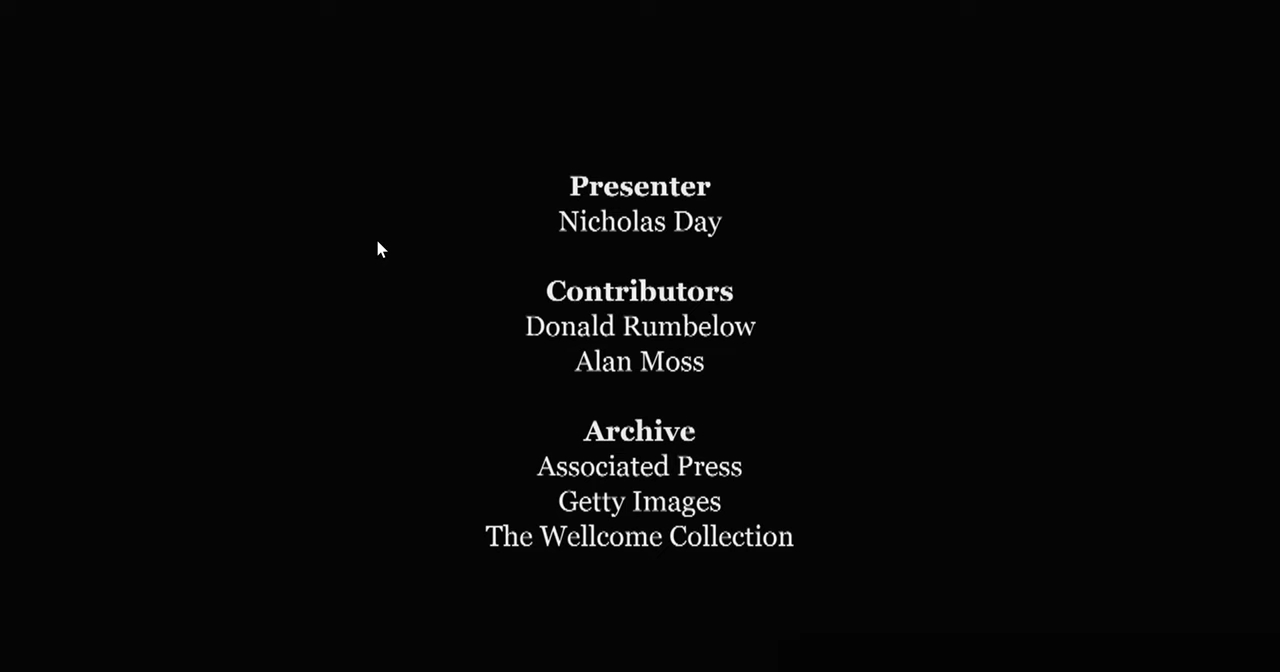 Presenter
Nicholas Day
Contributors
Donald Rumbelow
Alan Moss
Archive
Associated Press
Getty Images
The Wellcome Collection